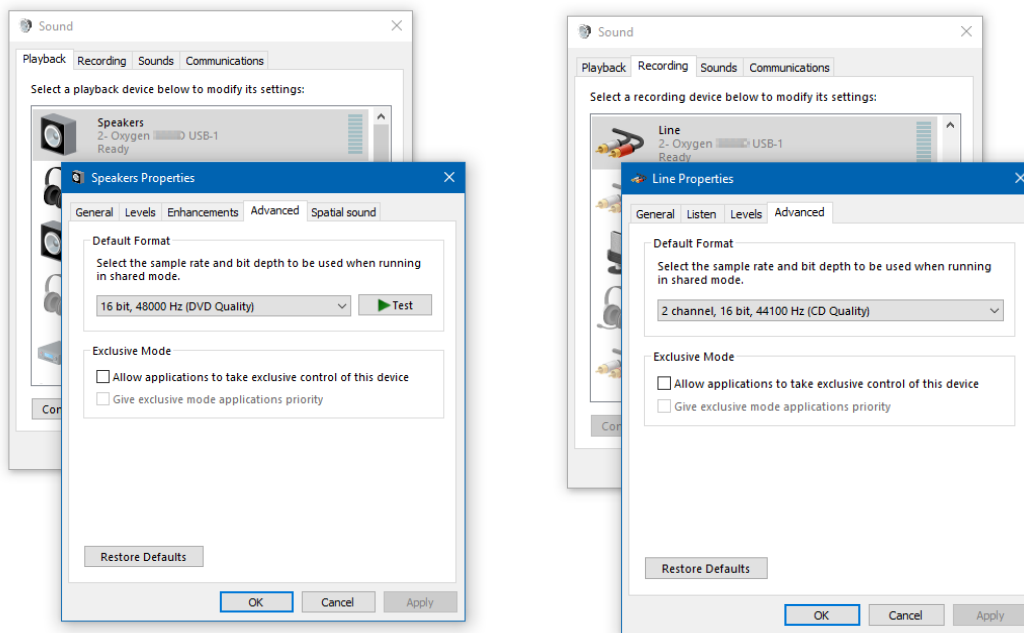 Sound
Playback Recording Sounds Communications
Select a playback device below to modify its settings:
Speakers
2- Oxygen USB-1
Ready
Speakers Properties
General Levels Enhancements Advanced Spatial sound
Default Format
Select the sample rate and bit depth to be used when running
in shared mode.
16 bit, 48000 Hz (DVD Quality)
Test
Exclusive Mode
Allow applications to take exclusive control of this device
Give exclusive mode applications priority
Restore Defaults
OK Cancel Apply
Sound
Playback Recording Sounds Communications
Select a recording device below to modify its settings:
Line
2- Oxygen USB-1
Ready
Line Properties
General Listen Levels Advanced
Default Format
Select the sample rate and bit depth to be used when running
in shared mode.
2 channel, 16 bit, 44100 Hz (CD Quality)
Exclusive Mode
Allow applications to take exclusive control of this device
Give exclusive mode applications priority
Restore Defaults
OK Cancel Apply